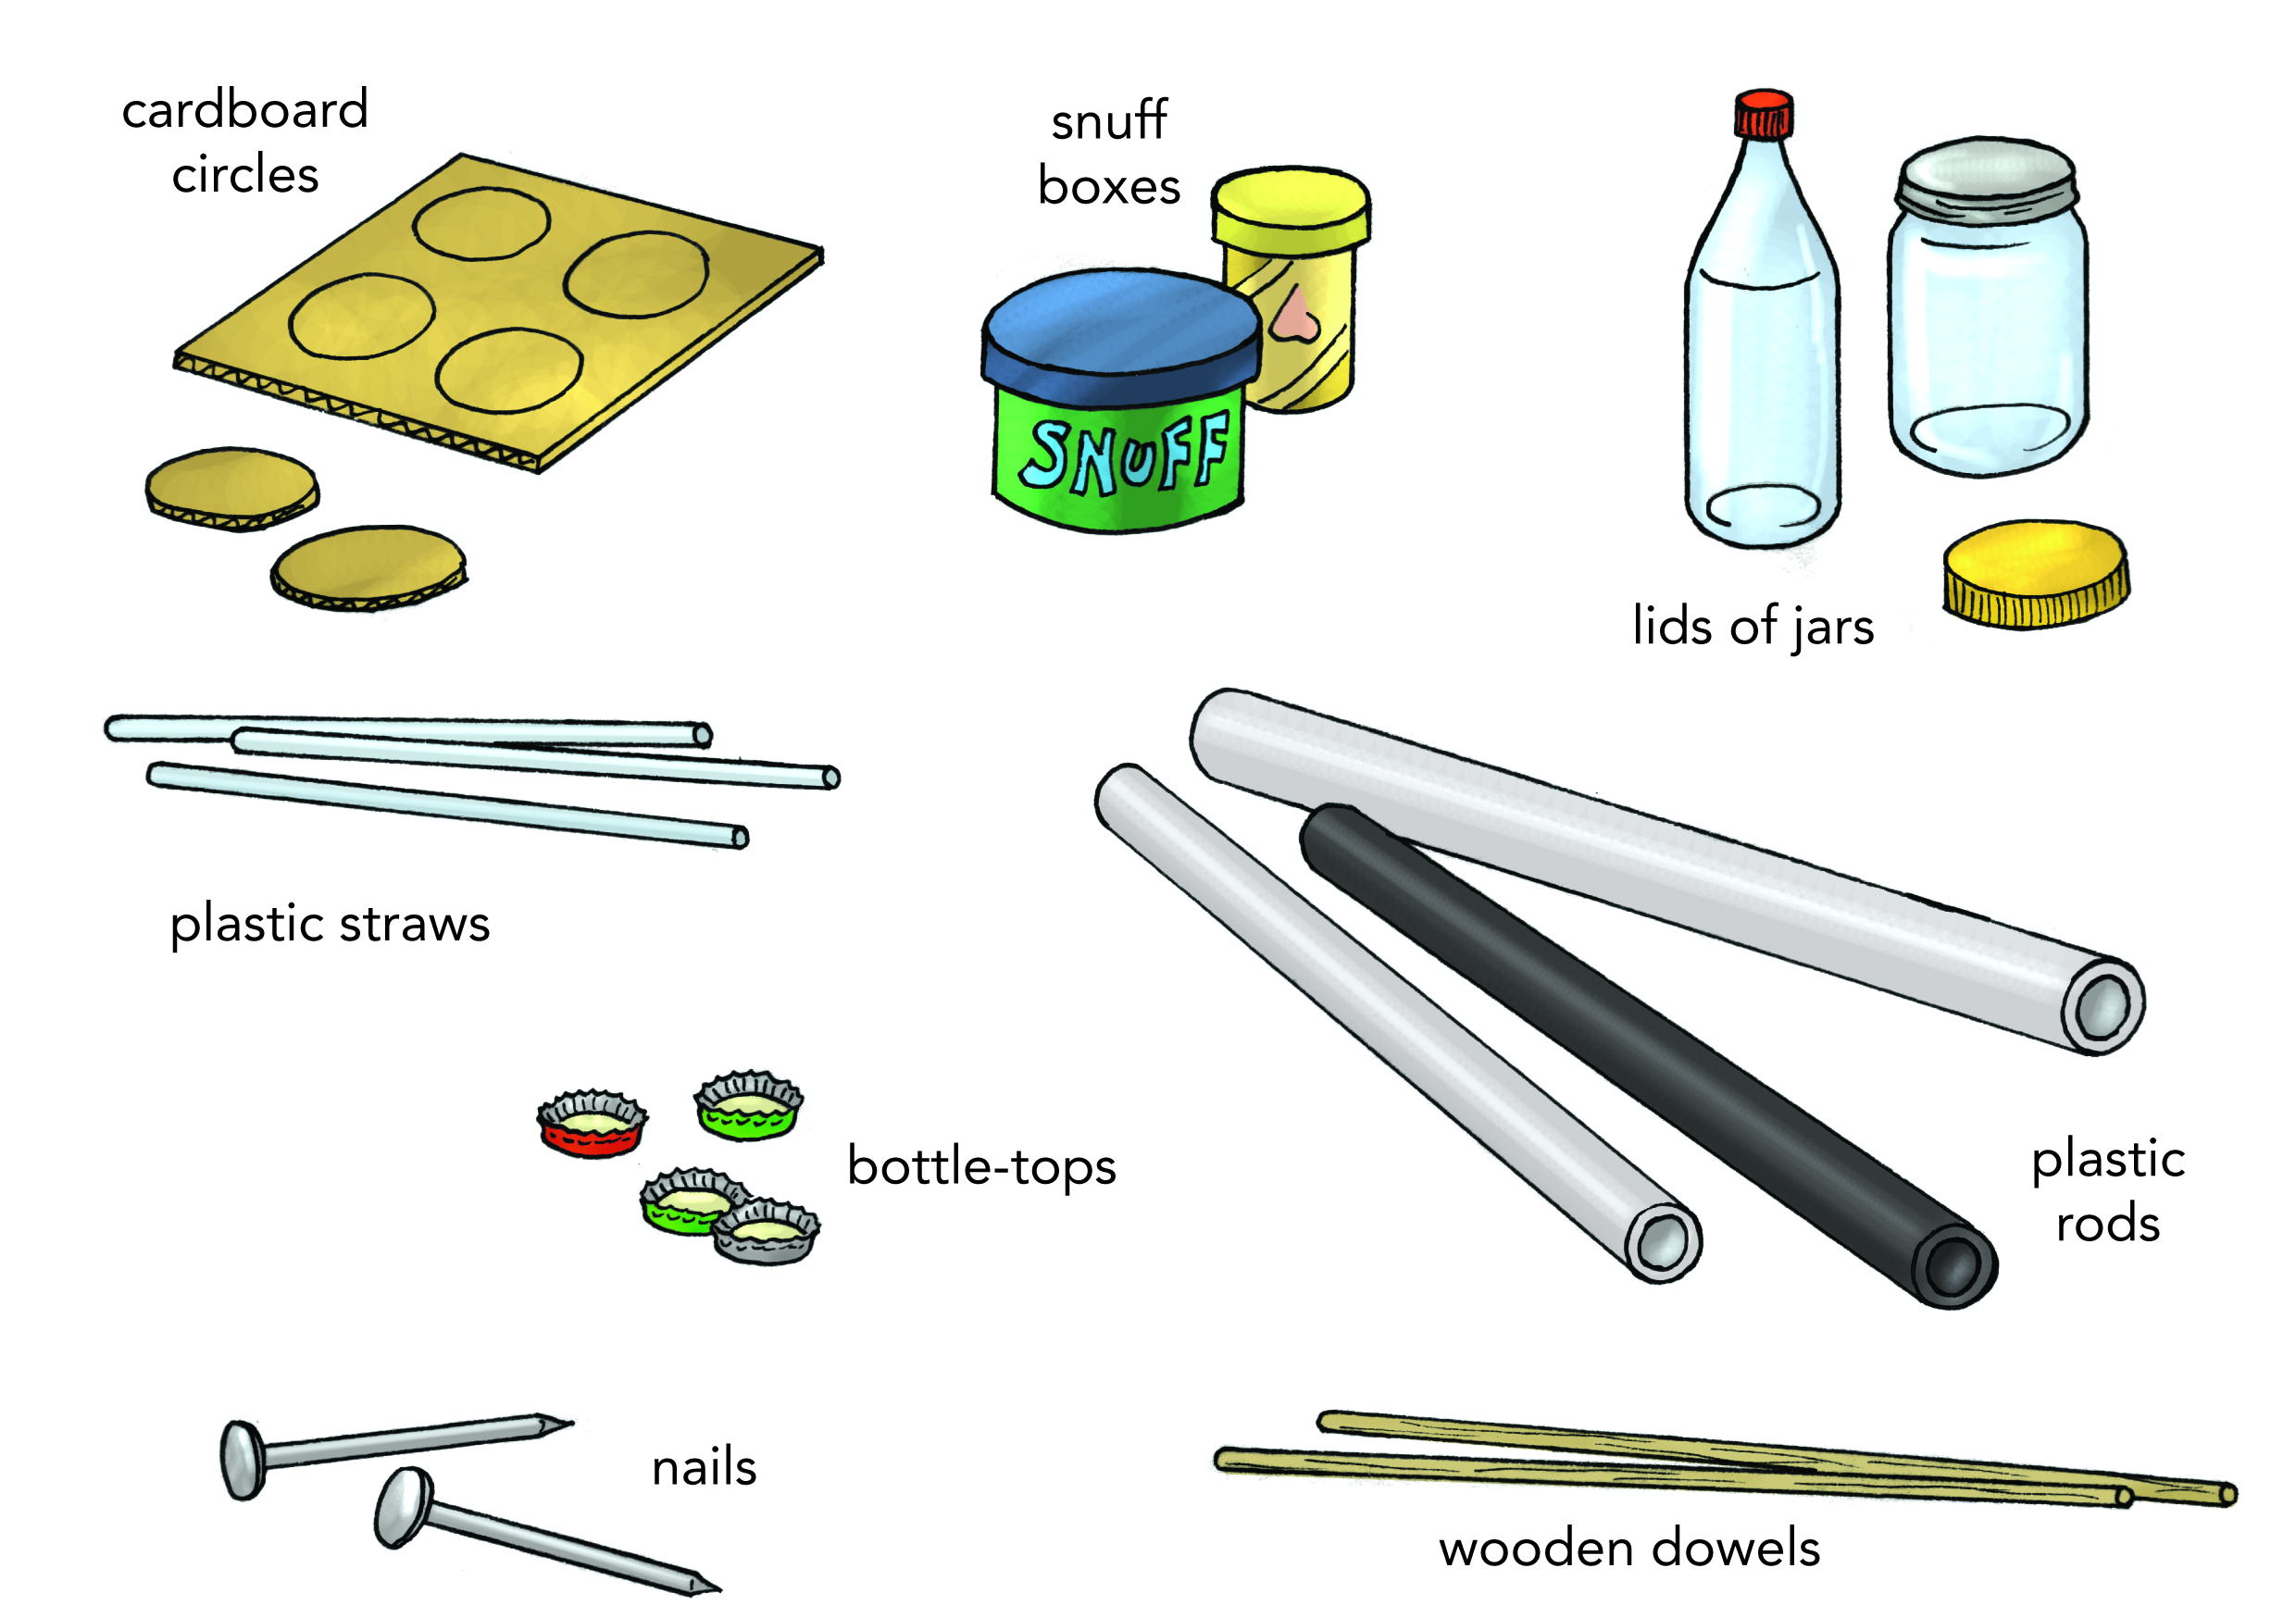 cardboard
circles
snuff
boxes
SNUFF
lids of jars
plastic straws
bottle-tops
plastic
rods
nails
wooden dowels